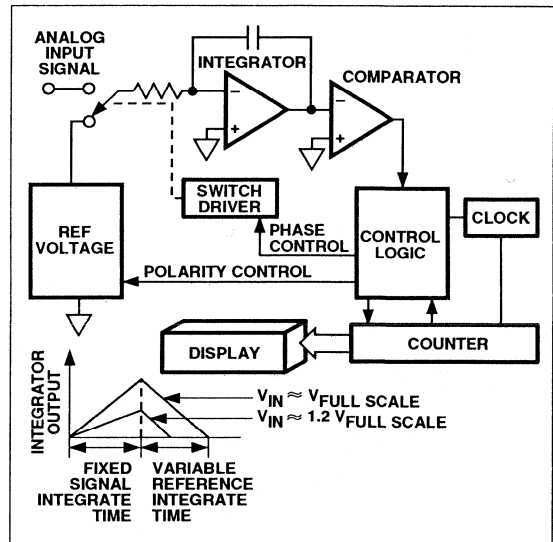 ANALOG
INPUT
SIGNAL
INTEGRATOR
COMPARATOR
–
+
–
+
SWITCH
DRIVER
REF
VOLTAGE
PHASE
CONTROL
CONTROL
LOGIC
CLOCK
POLARITY CONTROL
DISPLAY
COUNTER
INTEGRATOR
OUTPUT
VIN ≈ VFULL SCALE
VIN ≈ 1.2 VFULL SCALE
FIXED
SIGNAL
INTEGRATE
TIME
VARIABLE
REFERENCE
INTEGRATE
TIME